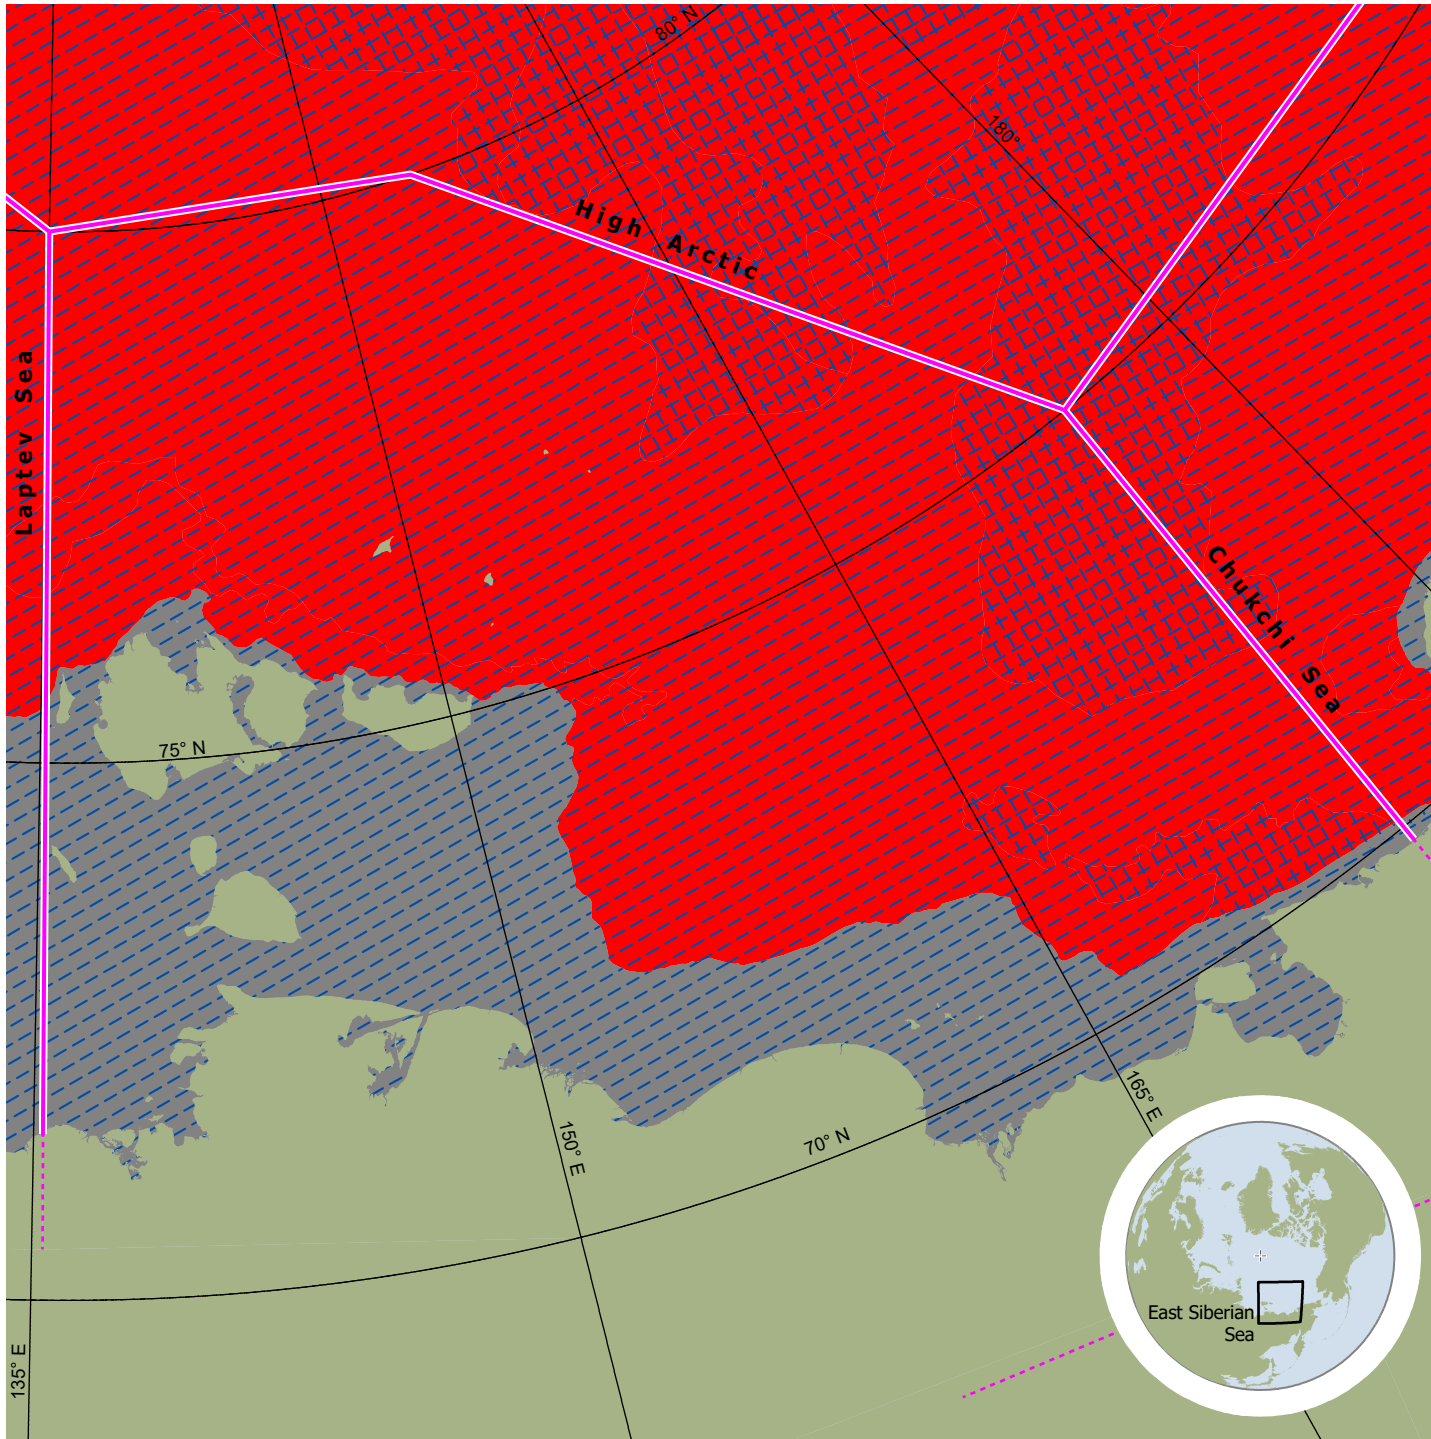 80° N
180°
High Arctic
Laptev Sea
Chukchi Sea
75° N
165° E
150° E
70° N
East Siberian
Sea
135° E